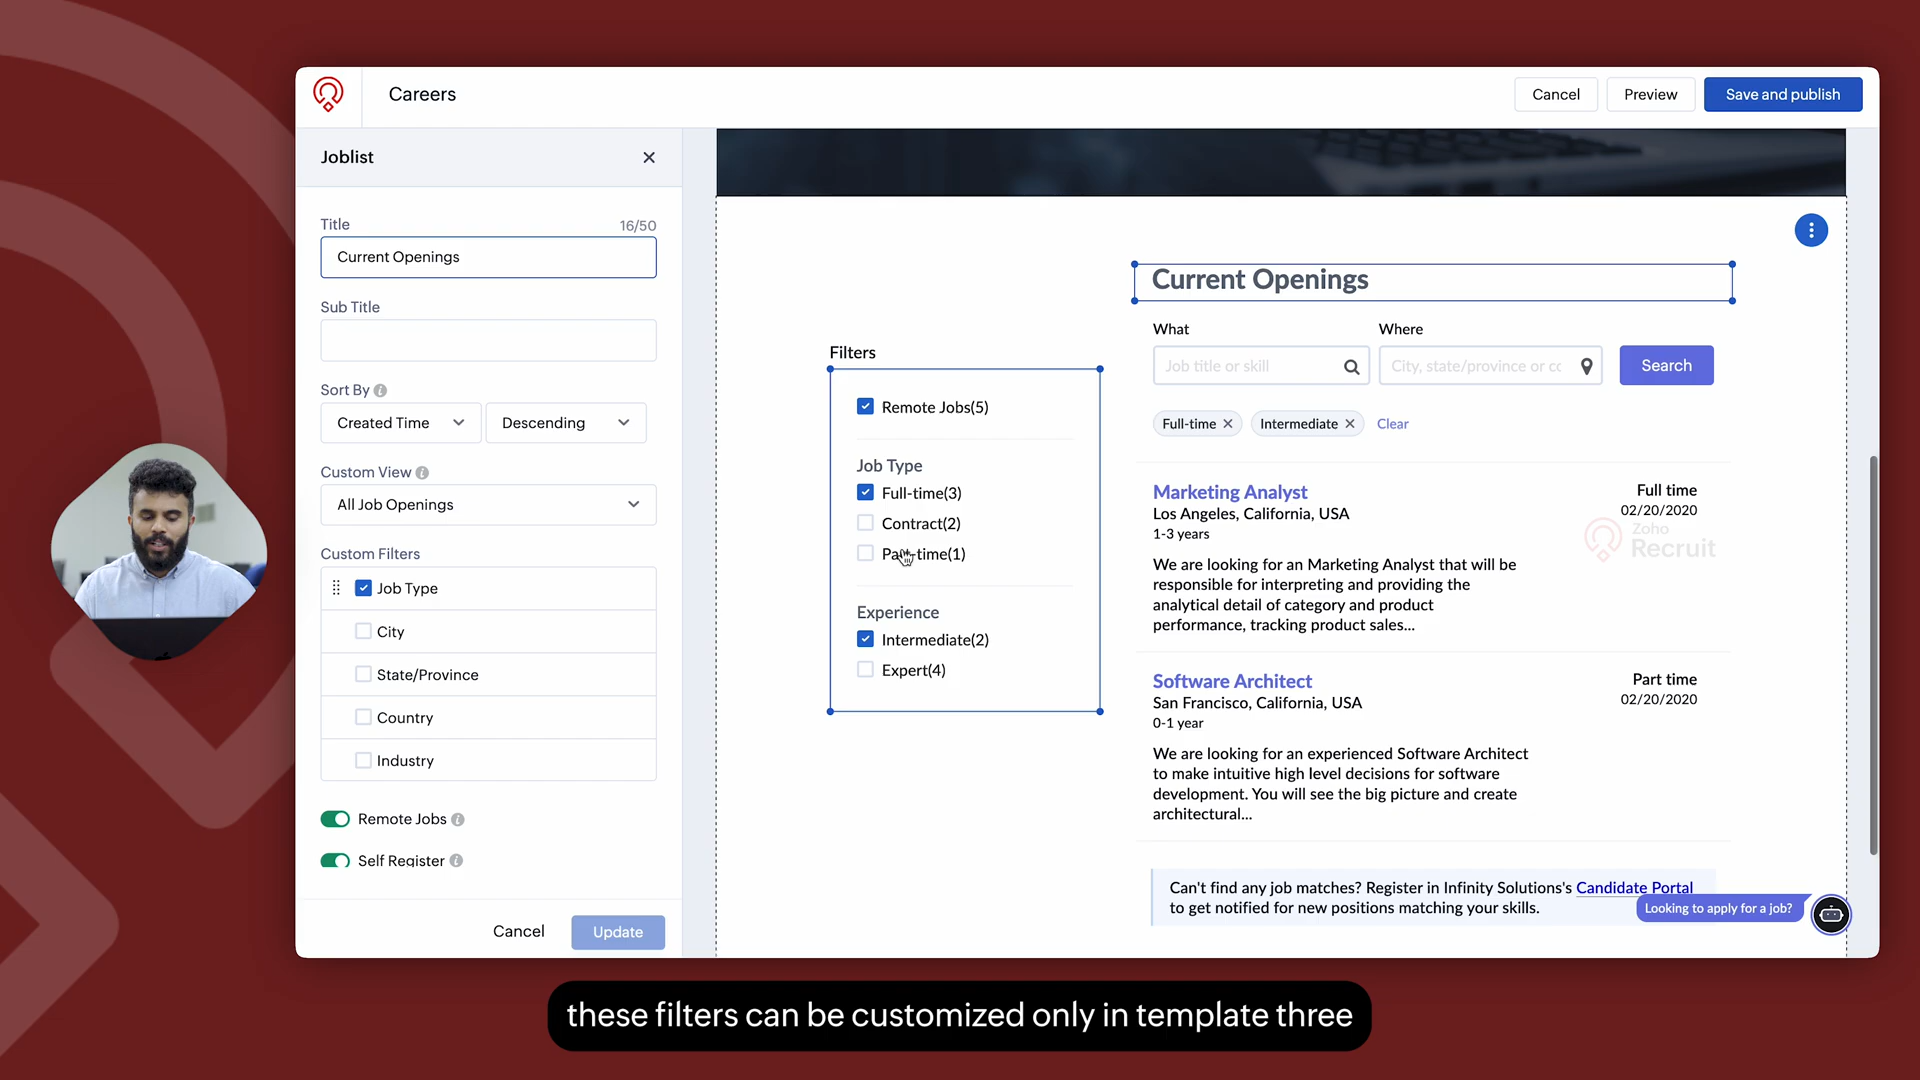 Careers
Cancel
Preview
Save and publish
Joblist
Title
16/50
Current Openings
Sub Title
Sort By
Created Time
Descending
Custom View
All Job Openings
Custom Filters
Job Type
City
State/Province
Country
Industry
Remote Jobs
Self Register
Cancel
Update
Filters
Remote Jobs(5)
Job Type
Full-time(3)
Contract(2)
Part-time(1)
Experience
Intermediate(2)
Expert(4)
Current Openings
What
Where
Job title or skill
City, state/province or cc
Search
Full-time
Intermediate
Clear
Marketing Analyst
Full time
Los Angeles, California, USA
02/20/2020
1-3 years
Zoho
Recruit
We are looking for an Marketing Analyst that will be
responsible for interpreting and providing the
analytical detail of category and product
performance, tracking product sales...
Software Architect
Part time
San Francisco, California, USA
02/20/2020
0-1 year
We are looking for an experienced Software Architect
to make intuitive high level decisions for software
development. You will see the big picture and create
architectural...
Can't find any job matches? Register in Infinity Solutions's Candidate Portal
to get notified for new positions matching your skills.
Looking to apply for a job?
these filters can be customized only in template three